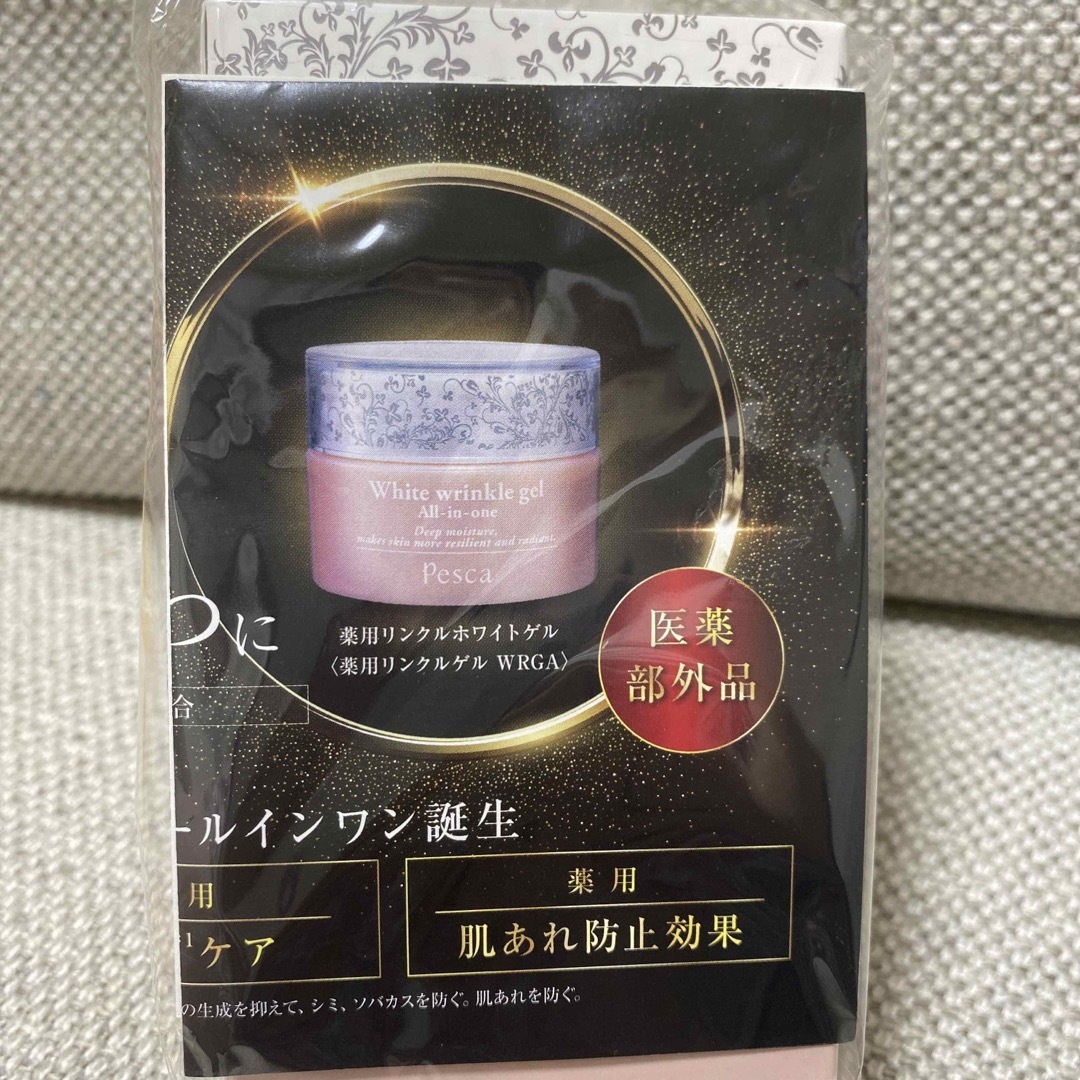 White wrinkle gel
All-in-one
Deep moisture,
makes skin more resilient and radiant.
Pesca
に
薬用リンクルホワイトゲル
〈薬用リンクルゲル WRGA〉
合
医薬
部外品
ールインワン誕生
用
ケア
薬用
肌あれ防止効果
の生成を抑えて、シミ、ソバカスを防ぐ。肌あれを防ぐ。